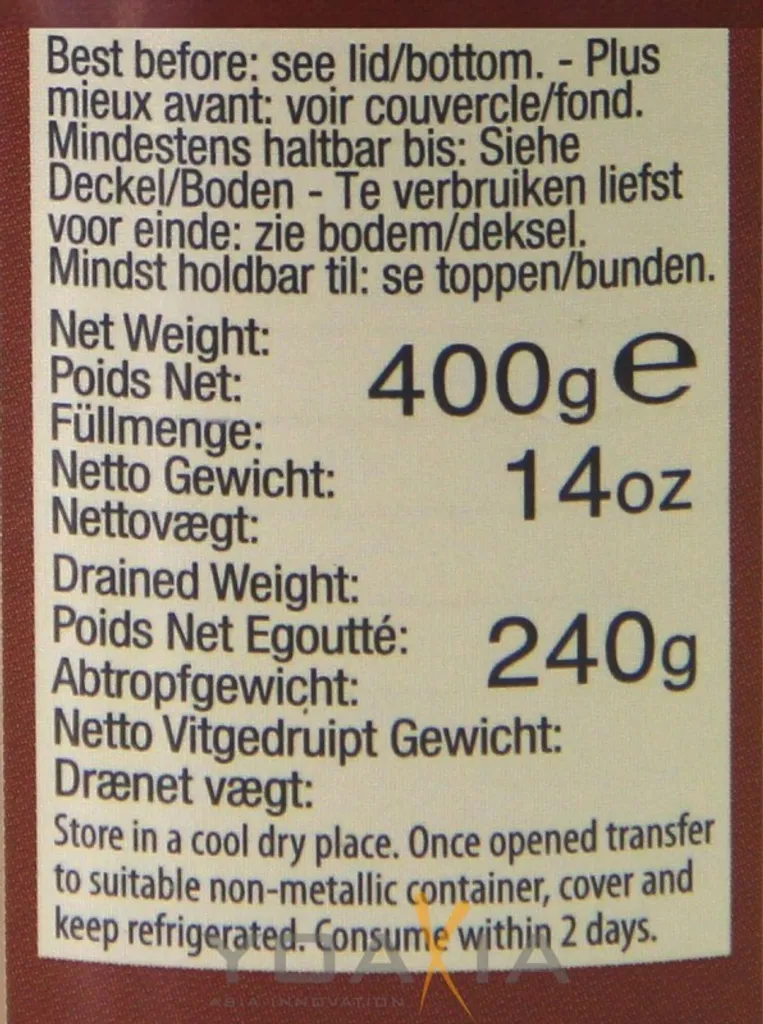 Best before: see lid/bottom. - Plus
mieux avant: voir couvercle/fond.
Mindestens haltbar bis: Siehe
Deckel/Boden - Te verbruiken liefst
voor einde: zie bodem/deksel.
Mindst holdbar til: se toppen/bunden.
Net Weight:
Poids Net:
400g e
Füllmenge:
Netto Gewicht:
14oz
Nettovægt:
Drained Weight:
Poids Net Egoutté:
240g
Abtropfgewicht:
Netto Vitgedruipt Gewicht:
Drænet vægt:
Store in a cool dry place. Once opened transfer
to suitable non-metallic container, cover and
keep refrigerated. Consume within 2 days.
YOAXIA
ASIA INNOVATION